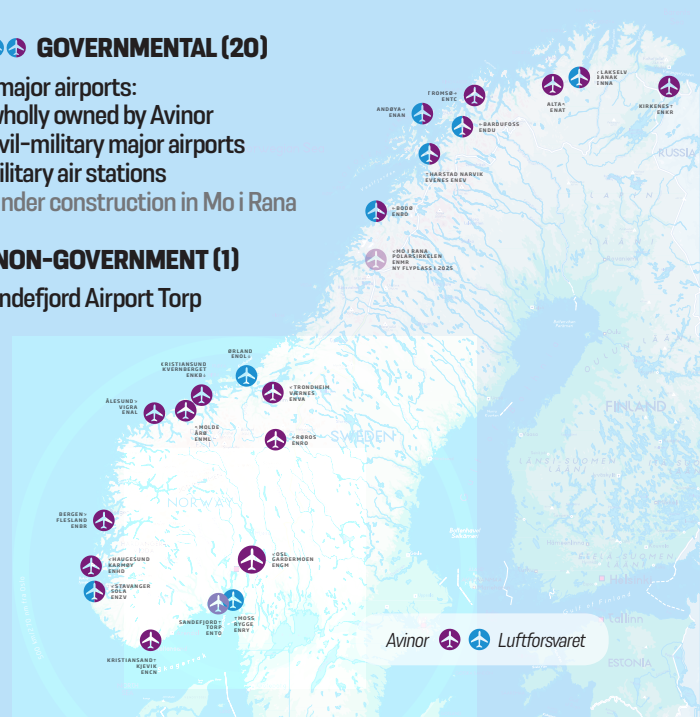 GOVERNMENTAL (20)
major airports:
wholly owned by Avinor
vil-military major airports
ilitary air stations
nder construction in Mo i Rana
NON-GOVERNMENT (1)
ndefjord Airport Torp
LAKSELV
BANAK
ENNA
TROMSØ
ENTC
ALTA
ENAT
KIRKENES
ENKR
ANDØYA
ENAN
BARDUFOSS
ENDU
RUSSIA
HARSTAD NARVIK
EVENES ENEV
BODØ
ENBO
MO I RANA
POLARSIRKELEN
ENMR
NY FLYPLASS I 2025
ØRLAND
ENOL
KRISTIANSUND
KVERNBERGET
ENKB
TRONDHEIM
VÆRNES
ENVA
ÅLESUND
VIGRA
ENAL
MOLDE
ÅRØ
ENML
RØROS
ENRO
SWEDEN
FINLAND
NORWAY
BERGEN
FLESLAND
ENBR
OSL
GARDERMOEN
ENGM
HAUGESUND
KARMØY
ENHD
STAVANGER
SOLA
ENZV
SANDEFJORD
TORP
ENTO
MOSS
RYGGE
ENRY
Tallinn
Avinor
Luftforsvaret
KRISTIANSAND
KJEVIK
ENCN
ESTONIA